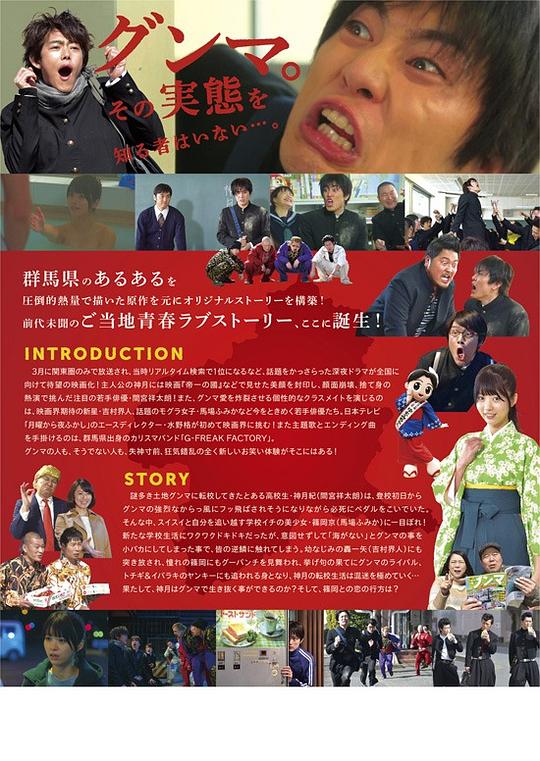 グンマ。
その実態を
知る者はいない…。
群馬県のあるあるを
圧倒的熱量で描いた原作を元にオリジナルストーリーを構築！
前代未聞のご当地青春ラブストーリー、ここに誕生！
INTRODUCTION
3月に関東圏のみで放送され、当時リアルタイム検索で1位になるなど、話題をかっさらった深夜ドラマが全国に
向けて待望の映画化！主人公の神月には映画『帝一の國』などで見せた美顔を封印し、顔面崩壊、捨て身の
熱演で挑んだ注目の若手俳優・間宮祥太朗！また、グンマ愛を炸裂させる個性的なクラスメイトを演じるの
は、映画界期待の新星・吉村界人、話題のモグラ女子・馬場ふみかなど今をときめく若手俳優たち。日本テレビ
「月曜から夜ふかし」のエースディレクター・水野格が初めて映画界に挑む！また主題歌とエンディング曲
を手掛けるのは、群馬県出身のカリスマバンド「G-FREAK FACTORY」。
グンマの人も、そうでない人も、失神寸前、狂気錯乱の全く新しいお笑い体験がそこにはある！
STORY
謎多き土地グンマに転校してきたとある高校生・神月紀（間宮祥太朗）は、登校初日から
グンマの強烈なからっ風にフッ飛ばされそうになりながら必死にペダルをこいでいた。
そんな中、スイスイと自分を追い越す学校イチの美少女・篠岡京（馬場ふみか）に一目ぼれ！
新たな学校生活にワクワクドキドキだったが、意図せずして「海がない」とグンマの事を
小バカにしてしまった事で、皆の逆鱗に触れてしまう。幼なじみの轟一矢（吉村界人）にも
突き放され、憧れの篠岡にもグーパンチを見舞われ、挙げ句の果てにグンマのライバル、
トチギ＆イバラキのヤンキーにも追われる身となり、神月の転校生活は混迷を極めていく…
果たして、神月はグンマで生き抜く事ができるのか？そして、篠岡との恋の行方は？
グンマ
トーストサンド